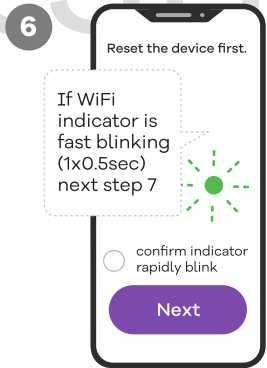 6
Reset the device first.
If WiFi
indicator is
fast blinking
(1x0.5sec)
next step 7
confirm indicator
rapidly blink
Next